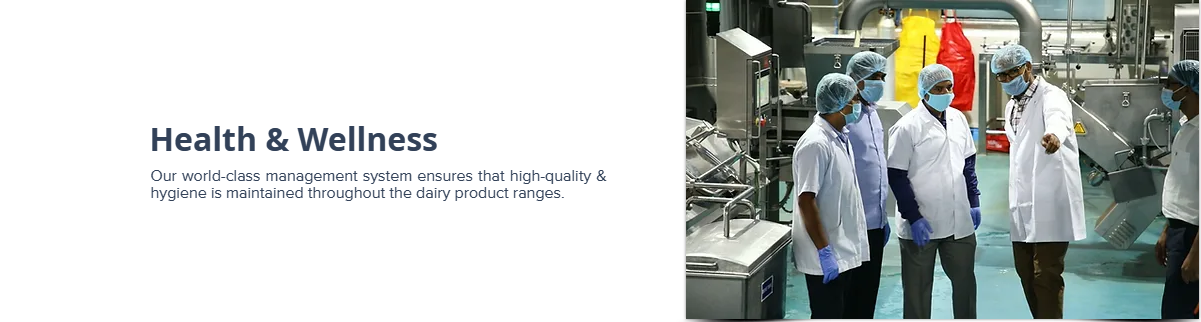 Health & Wellness
Our world-class management system ensures that high-quality &
hygiene is maintained throughout the dairy product ranges.